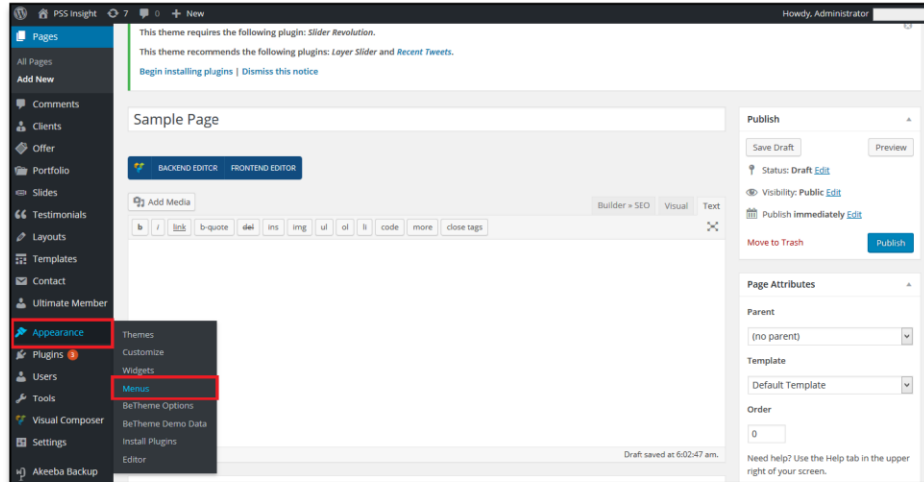 PSS Insight 7 0 + New Howdy, Administrator
Pages
All Pages
Add New
Comments
Clients
Offer
Portfolio
Slides
Testimonials
Layouts
Templates
Contact
Ultimate Member
Appearance
Plugins 3
Users
Tools
Visual Composer
Settings
Akeeba Backup
Themes
Customize
Widgets
Menus
BeTheme Options
BeTheme Demo Data
Install Plugins
Editor
This theme requires the following plugin: Slider Revolution.
This theme recommends the following plugins: Layer Slider and Recent Tweets.
Begin installing plugins | Dismiss this notice
Sample Page
BACKEND EDITOR FRONTEND EDITOR
Add Media
Builder » SEO Visual Text
b i link b-quote del ins img ul ol li code more close tags
Draft saved at 6:02:47 am.
Publish
Save Draft Preview
Status: Draft Edit
Visibility: Public Edit
Publish immediately Edit
Move to Trash Publish
Page Attributes
Parent
(no parent)
Template
Default Template
Order
0
Need help? Use the Help tab in the upper
right of your screen.